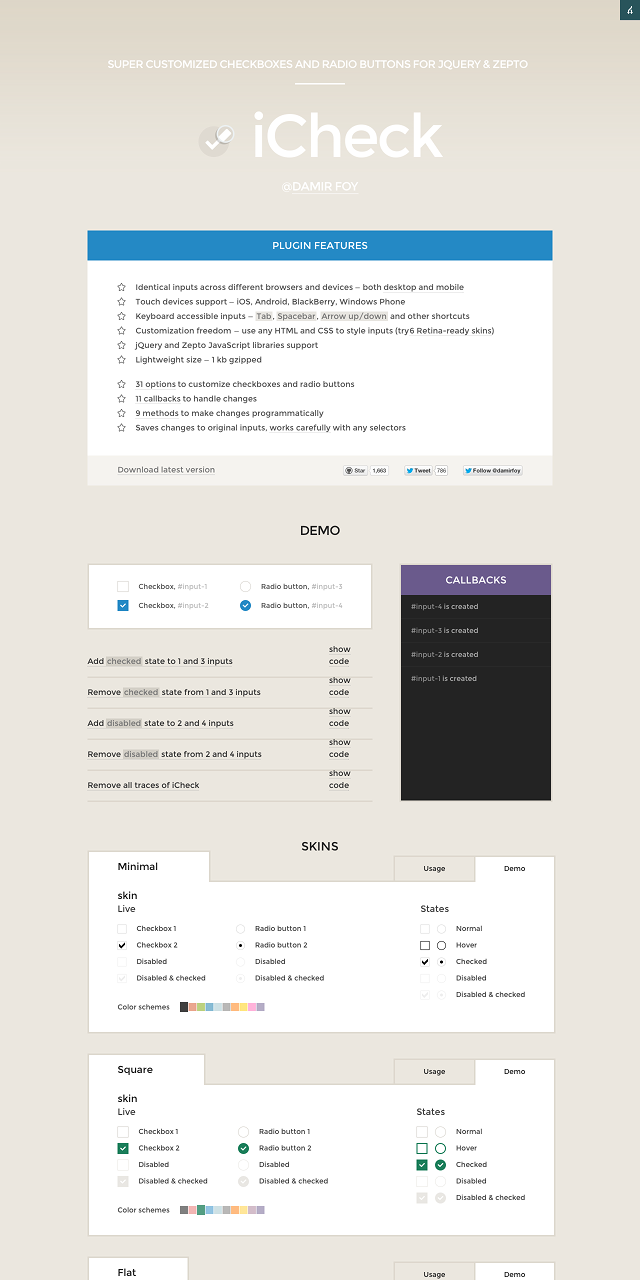 SUPER CUSTOMIZED CHECKBOXES AND RADIO BUTTONS FOR JQUERY & ZEPTO
iCheck
@DAMIR FOY
PLUGIN FEATURES
Identical inputs across different browsers and devices — both desktop and mobile
Touch devices support — iOS, Android, BlackBerry, Windows Phone
Keyboard accessible inputs — Tab, Spacebar, Arrow up/down and other shortcuts
Customization freedom — use any HTML and CSS to style inputs (try6 Retina-ready skins)
jQuery and Zepto JavaScript libraries support
Lightweight size — 1 kb gzipped
31 options to customize checkboxes and radio buttons
11 callbacks to handle changes
9 methods to make changes programmatically
Saves changes to original inputs, works carefully with any selectors
Download latest version
Star 1,663
Tweet 786
Follow @damirfoy
DEMO
Checkbox, #input-1
Radio button, #input-3
Checkbox, #input-2
Radio button, #input-4
Add checked state to 1 and 3 inputs
show
code
Remove checked state from 1 and 3 inputs
show
code
Add disabled state to 2 and 4 inputs
show
code
Remove disabled state from 2 and 4 inputs
show
code
Remove all traces of iCheck
show
code
CALLBACKS
#input-4 is created
#input-3 is created
#input-2 is created
#input-1 is created
SKINS
Minimal
skin
Usage
Demo
Live
Checkbox 1
Radio button 1
Checkbox 2
Radio button 2
Disabled
Disabled
Disabled & checked
Disabled & checked
Color schemes
States
Normal
Hover
Checked
Disabled
Disabled & checked
Square
skin
Usage
Demo
Live
Checkbox 1
Radio button 1
Checkbox 2
Radio button 2
Disabled
Disabled
Disabled & checked
Disabled & checked
Color schemes
States
Normal
Hover
Checked
Disabled
Disabled & checked
Flat
Usage
Demo